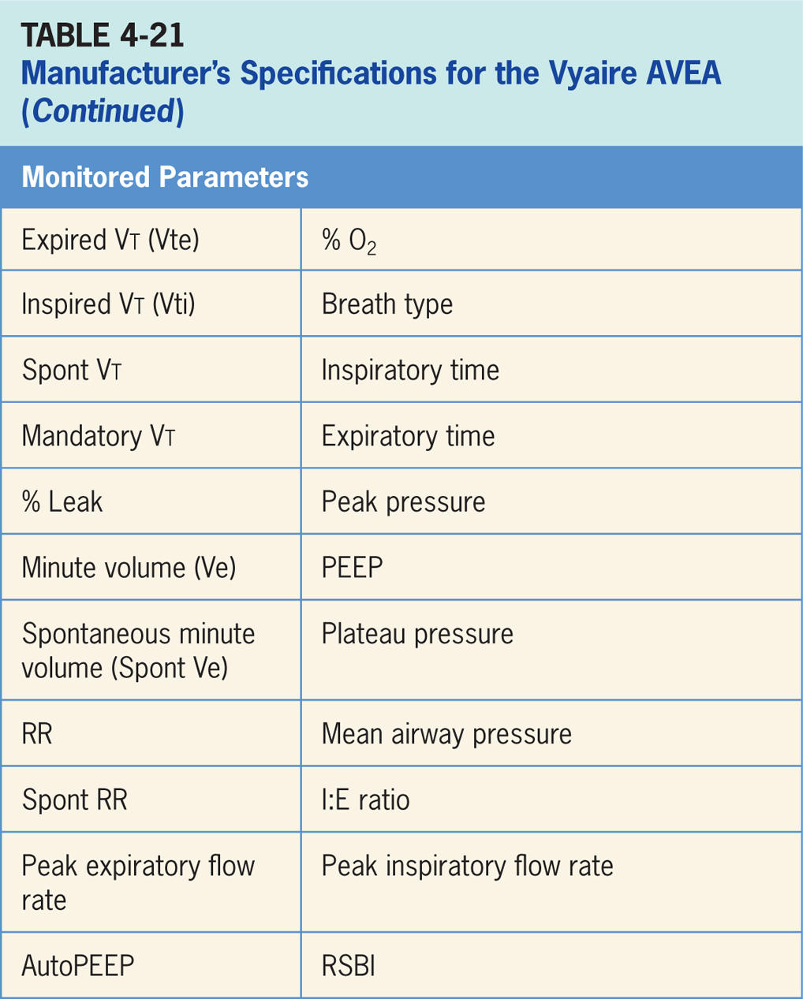 TABLE 4-21
Manufacturer’s Specifications for the Vyaire AVEA
(Continued)
Monitored Parameters
Expired VT (Vte)
% O2
Inspired VT (Vti)
Breath type
Spont VT
Inspiratory time
Mandatory VT
Expiratory time
% Leak
Peak pressure
Minute volume (Ve)
PEEP
Spontaneous minute
volume (Spont Ve)
Plateau pressure
RR
Mean airway pressure
Spont RR
I:E ratio
Peak expiratory flow
rate
Peak inspiratory flow rate
AutoPEEP
RSBI